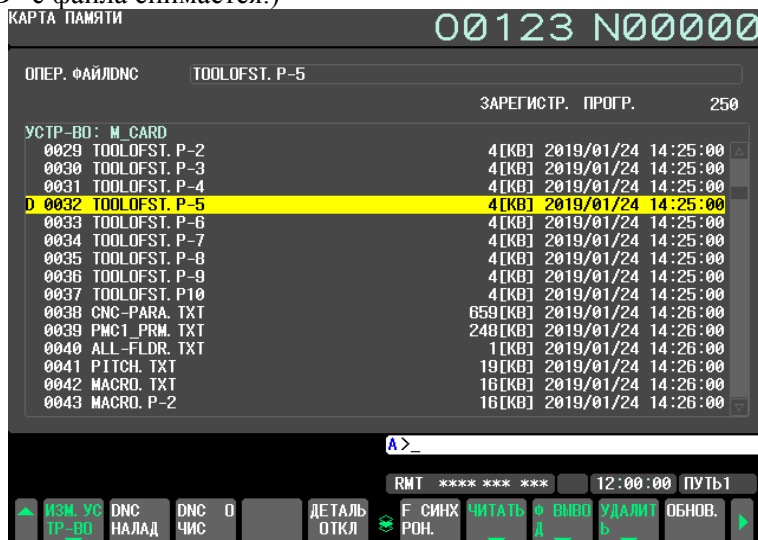 D" с файла снимается.)
КАРТА ПАМЯТИ O0123 N00000
ОПЕР. ФАЙЛDNC TOOLOFST. P-5
ЗАРЕГИСТР. ПРОГР. 250
УСТР-ВО: M_CARD
0029 TOOLOFST. P-2 4[KB] 2019/01/24 14:25:00
0030 TOOLOFST. P-3 4[KB] 2019/01/24 14:25:00
0031 TOOLOFST. P-4 4[KB] 2019/01/24 14:25:00
D 0032 TOOLOFST. P-5 4[KB] 2019/01/24 14:25:00
0033 TOOLOFST. P-6 4[KB] 2019/01/24 14:25:00
0034 TOOLOFST. P-7 4[KB] 2019/01/24 14:25:00
0035 TOOLOFST. P-8 4[KB] 2019/01/24 14:25:00
0036 TOOLOFST. P-9 4[KB] 2019/01/24 14:25:00
0037 TOOLOFST. P10 4[KB] 2019/01/24 14:25:00
0038 CNC-PARA. TXT 659[KB] 2019/01/24 14:26:00
0039 PMC1_PRM. TXT 248[KB] 2019/01/24 14:26:00
0040 ALL-FLDR. TXT 1[KB] 2019/01/24 14:26:00
0041 PITCH. TXT 19[KB] 2019/01/24 14:26:00
0042 MACRO. TXT 16[KB] 2019/01/24 14:26:00
0043 MACRO. P-2 16[KB] 2019/01/24 14:26:00
A >_
RMT **** *** *** 12:00:00 ПУТЬ1
ИЗМ. УС DNC DNC О ДЕТАЛЬ F СИНХ ЧИТАТЬ Ф ВЫВО УДАЛИТ ОБНОВ.
ТР-ВО НАЛАД ЧИС ОТКЛ РОН. Д Ь